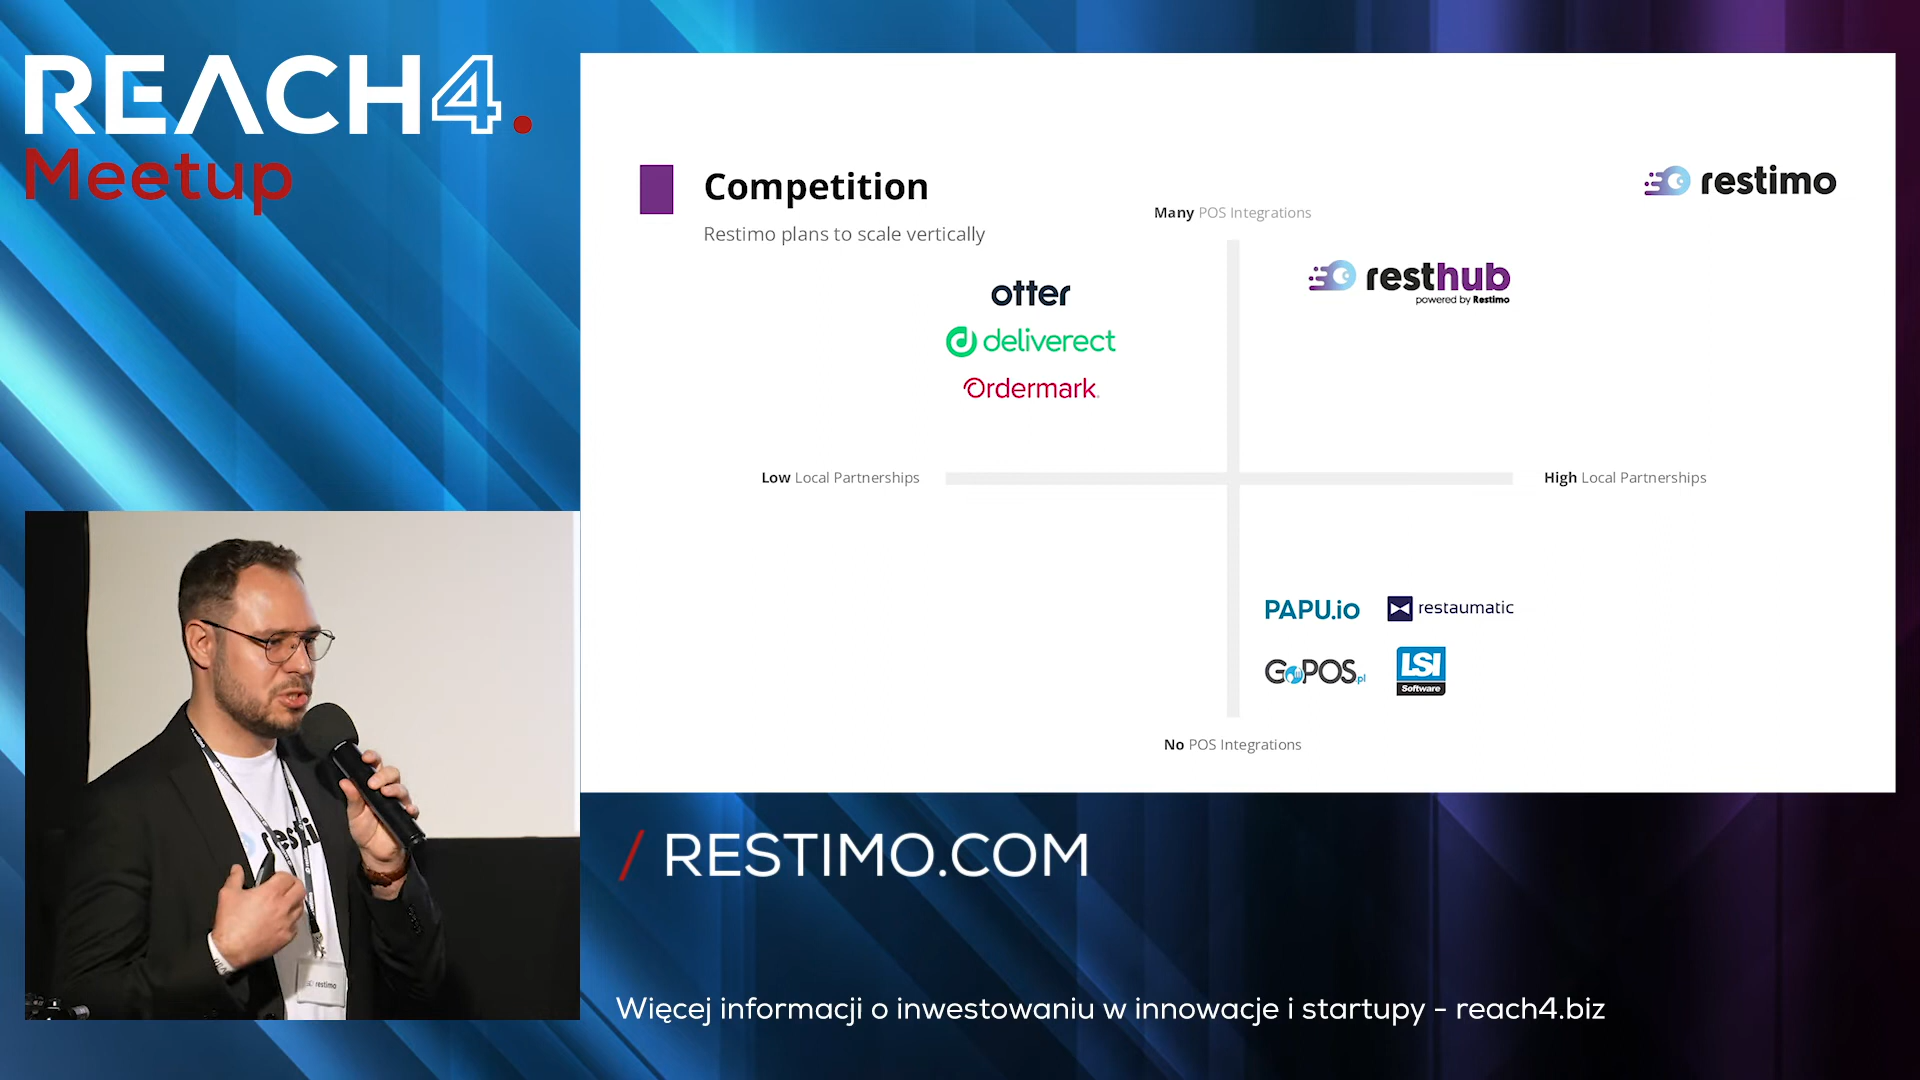 REACH4.
Meetup
Competition
Restimo plans to scale vertically
restimo
Many POS Integrations
otter
deliverect
Ordermark
resthub
powered by Restimo
Low Local Partnerships
High Local Partnerships
PAPU.io
restaumatic
GoPOS.pl
LSI
Software
No POS Integrations
resti
restimo
/ RESTIMO.COM
Więcej informacji o inwestowaniu w innowacje i startupy - reach4.biz